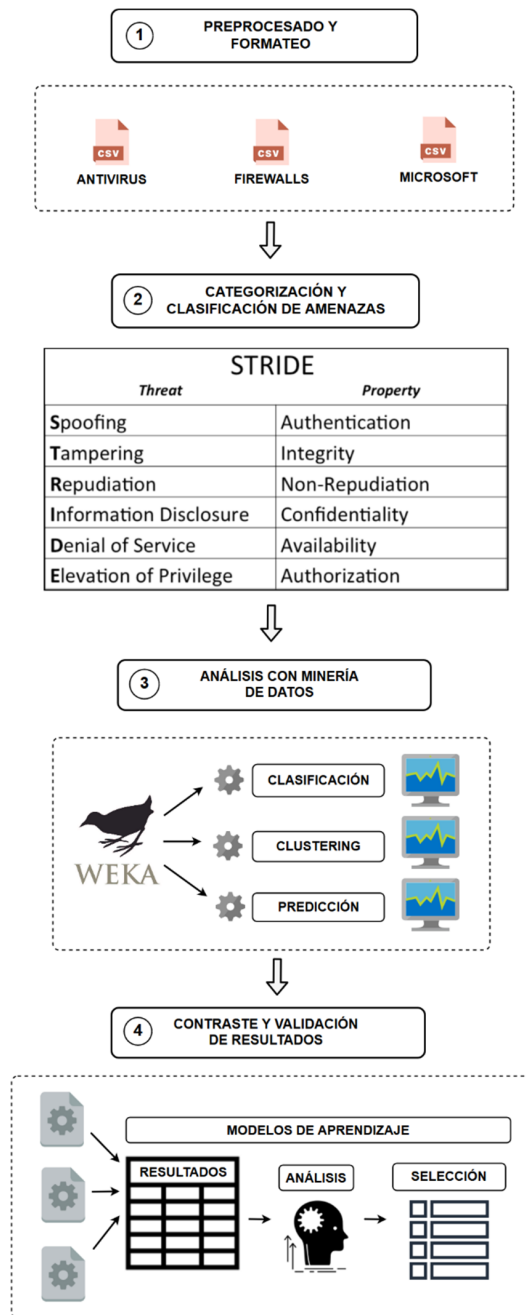 1
PREPROCESADO Y
FORMATEO
CSV
CSV
CSV
ANTIVIRUS
FIREWALLS
MICROSOFT
2
CATEGORIZACIÓN Y
CLASIFICACIÓN DE AMENAZAS
STRIDE
Threat Property
Spoofing Authentication
Tampering Integrity
Repudiation Non-Repudiation
Information Disclosure Confidentiality
Denial of Service Availability
Elevation of Privilege Authorization
3
ANÁLISIS CON MINERÍA
DE DATOS
WEKA
CLASIFICACIÓN
CLUSTERING
PREDICCIÓN
4
CONTRASTE Y VALIDACIÓN
DE RESULTADOS
MODELOS DE APRENDIZAJE
RESULTADOS
ANÁLISIS
SELECCIÓN